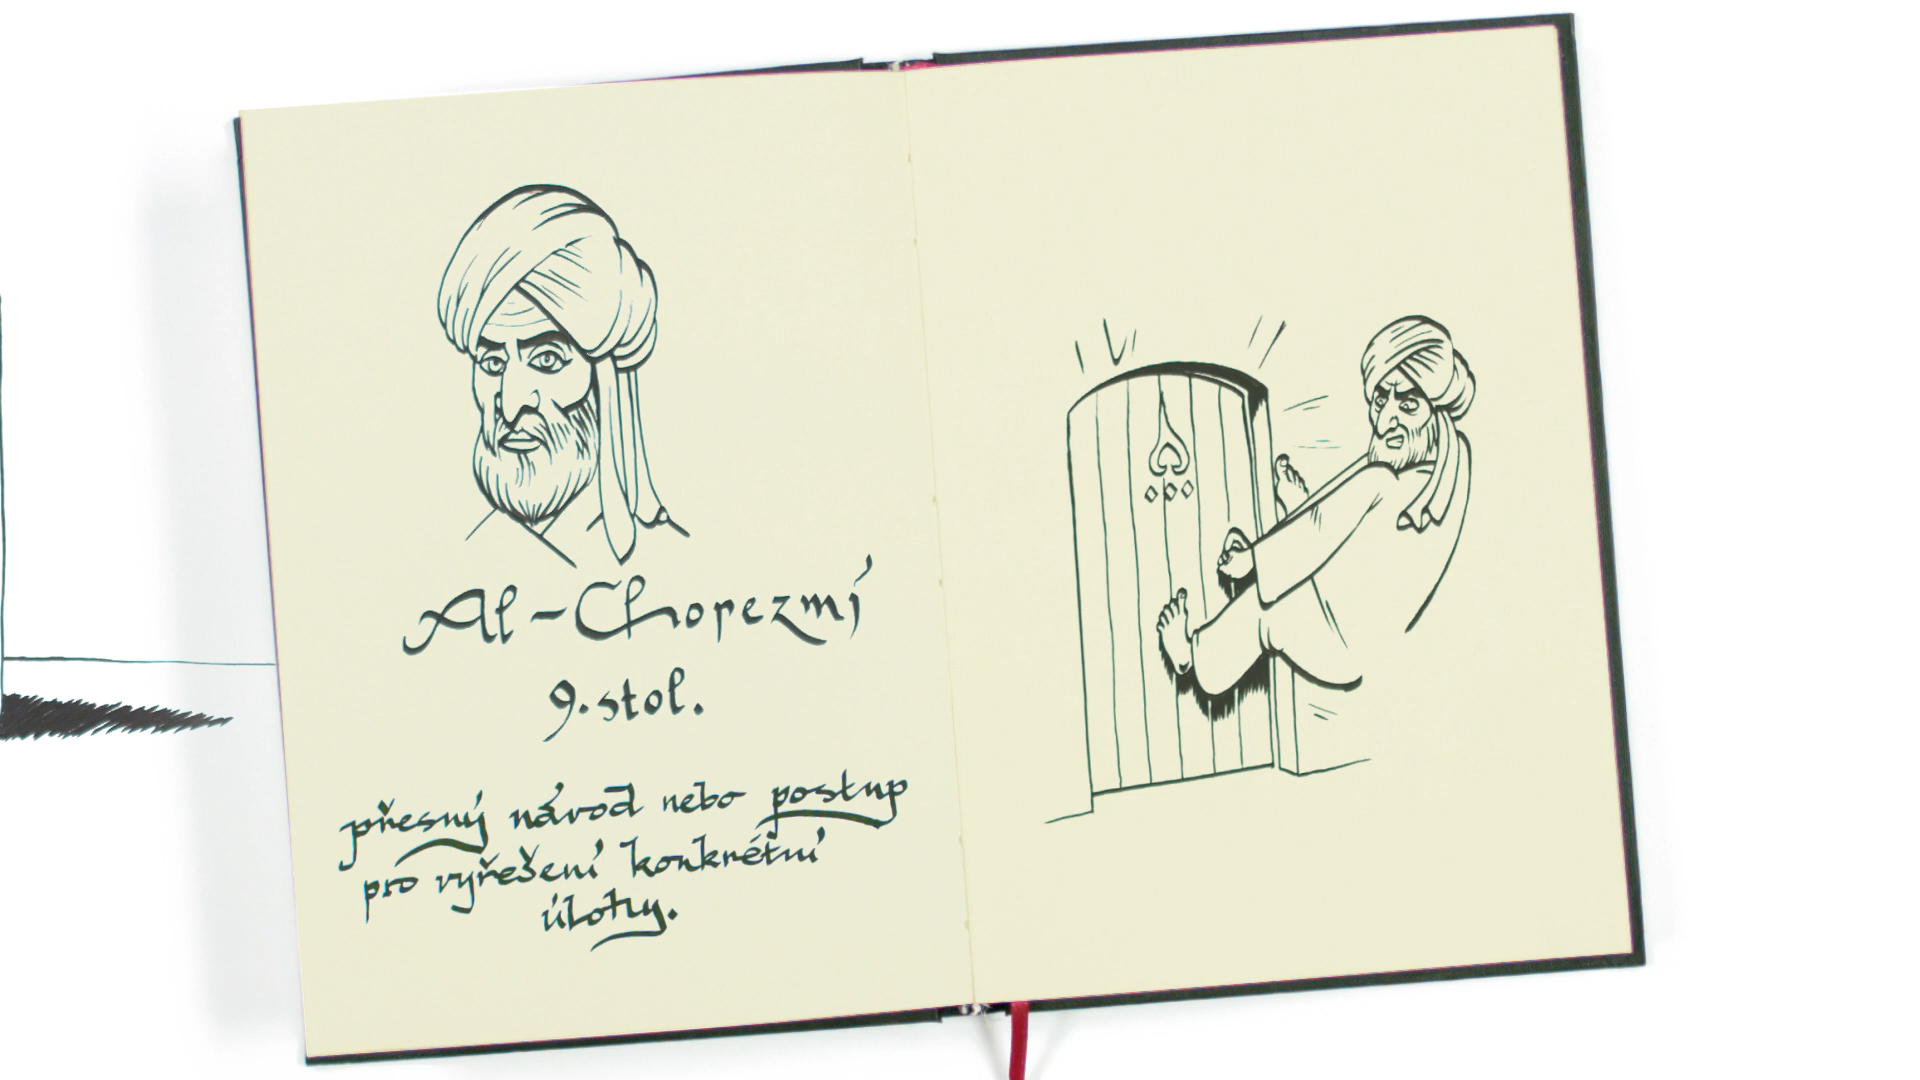 Al-Chorezmí
9. stol.
přesný návod nebo postup
pro vyřešení konkrétní
úlohy.